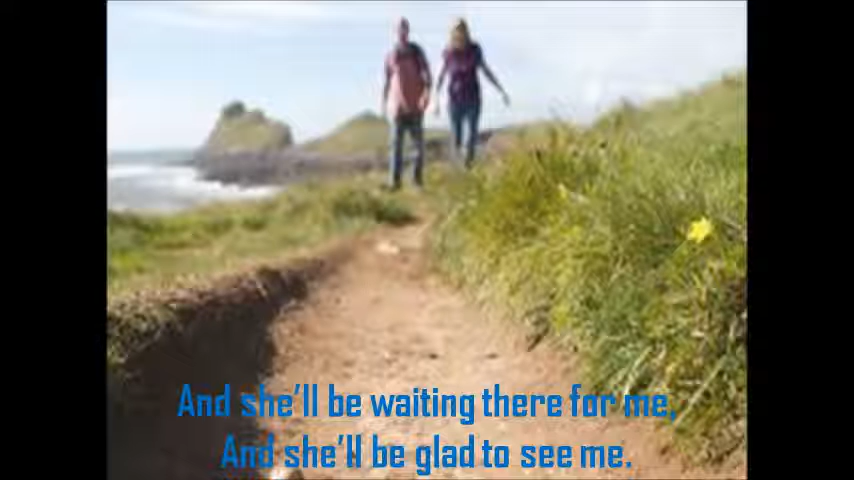 And she'll be waiting there for me,
And she'll be glad to see me.